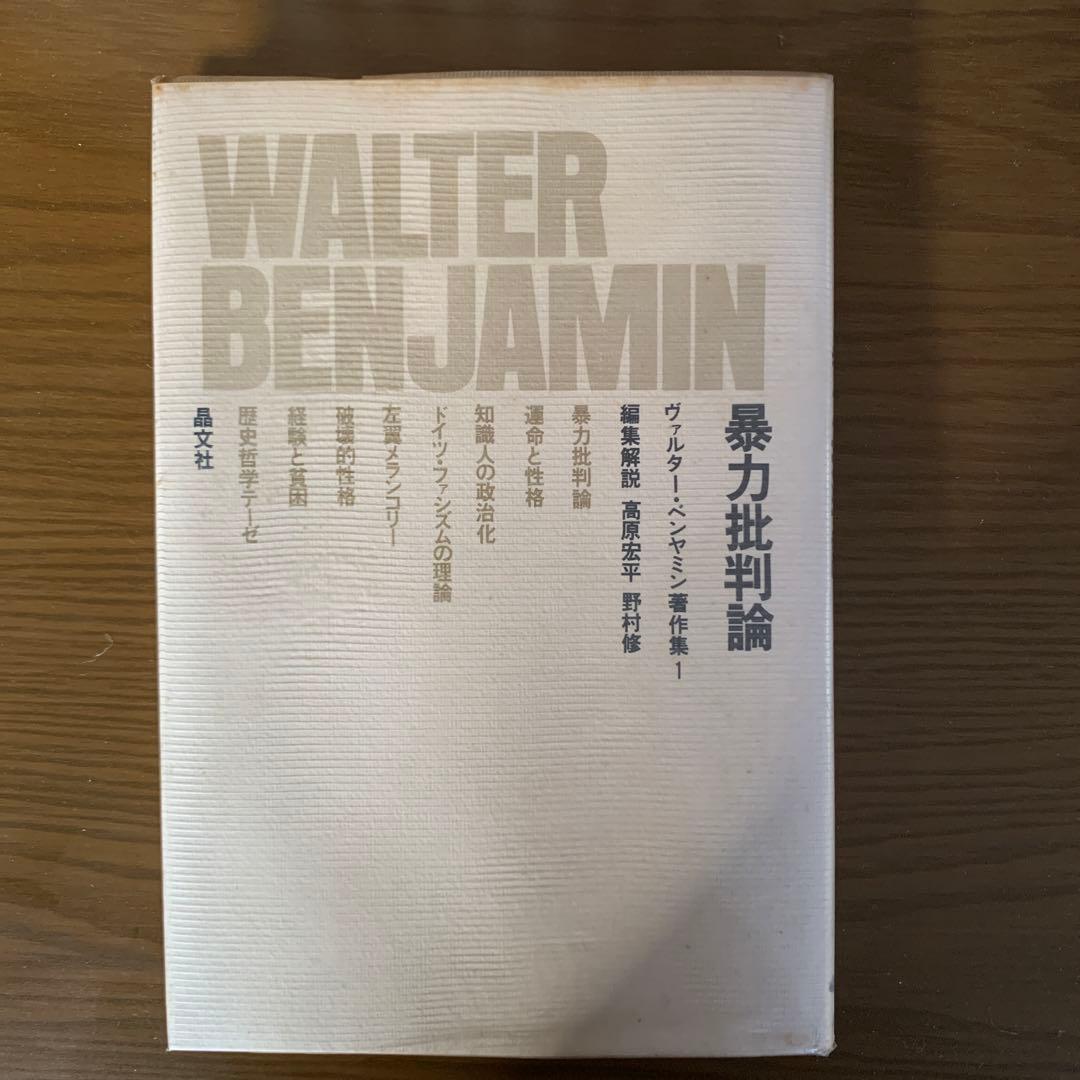 WALTER
BENJAMIN
暴力批判論
ヴァルター・ベンヤミン著作集1
編集解説 高原宏平 野村修
暴力批判論
運命と性格
知識人の政治化
ドイツ・ファシズムの理論
左翼メランコリー
破壊的性格
経験と貧困
歴史哲学テーゼ
晶文社